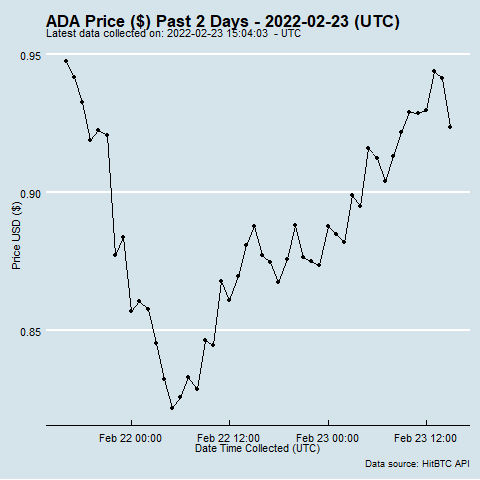 ADA Price ($) Past 2 Days - 2022-02-23 (UTC)
Latest data collected on: 2022-02-23 15:04:03  - UTC
0.95
0.90
0.85
Price USD ($)
Feb 22 00:00
Feb 22 12:00
Feb 23 00:00
Feb 23 12:00
Date Time Collected (UTC)
Data source: HitBTC API